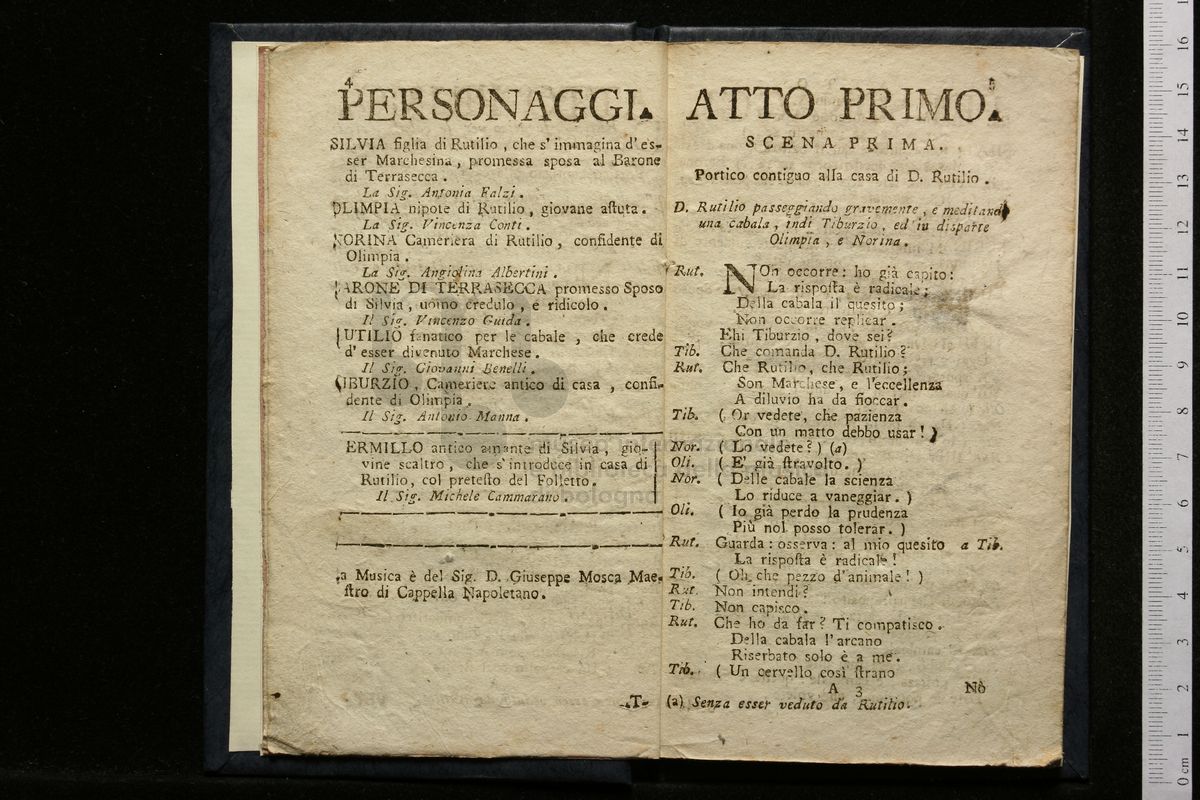 4
PERSONAGGI.
SILVIA figlia di Rutilio, che s'immagina d'es-
ser Marchesina, promessa sposa al Barone
di Terrasecca.
La Sig. Antonia Falzi.
OLIMPIA nipote di Rutilio, giovane aſtuta.
La Sig. Vincenza Conti.
NORINA Cameriera di Rutilio, confidente di
Olimpia.
La Sig. Angiolina Albertini.
BARONE DI TERRASECCA promesso Sposo
di Silvia, uomo credulo, e ridicolo.
Il Sig. Vincenzo Guida.
RUTILIO fanatico per le cabale, che crede
d'esser divenuto Marchese.
Il Sig. Giovanni Benelli.
TIBURZIO, Cameriere antico di casa, confi-
dente di Olimpia.
Il Sig. Antonio Manna.
ERMILLO antico amante di Silvia, gio-
vine scaltro, che s'introduce in casa di
Rutilio, col preteſto del Folletto.
Il Sig. Michele Cammarano.
La Musica è del Sig. D. Giuseppe Mosca Mae-
ſtro di Cappella Napoletano.
5
ATTO PRIMO.
SCENA PRIMA.
Portico contiguo alla casa di D. Rutilio.
D. Rutilio passeggiando gravemente, e meditando
una cabala, indi Tiburzio, ed in disparte
Olimpia, e Norina.
Rut. NOn occorre: ho già capito:
La rispoſta è radicale;
Della cabala il quesito;
Non occorre replicar.
Ehi Tiburzio, dove sei?
Tib. Che comanda D. Rutilio?
Rut. Che Rutilio, che Rutilio;
Son Marchese, e l'eccellenza
A diluvio ha da fioccar.
Tib. (Or vedete, che pazienza
Con un matto debbo usar!)
Nor. (Lo vedete?) (a)
Oli. (E' già ſtravolto.)
Nor. (Delle cabale la scienza
Lo riduce a vaneggiar.)
Oli. (Io già perdo la prudenza
Più nol posso tolerar.)
Rut. Guarda: osserva: al mio quesito a Tib.
La rispoſta è radicale!
Tib. (Oh che pezzo d'animale!)
Rut. Non intendi?
Tib. Non capisco.
Rut. Che ho da far? Ti compatisco.
Della cabala l'arcano
Riserbato solo è a me.
Tib. (Un cervello così ſtrano
A 3 Nò
(a) Senza esser veduto da Rutilio.